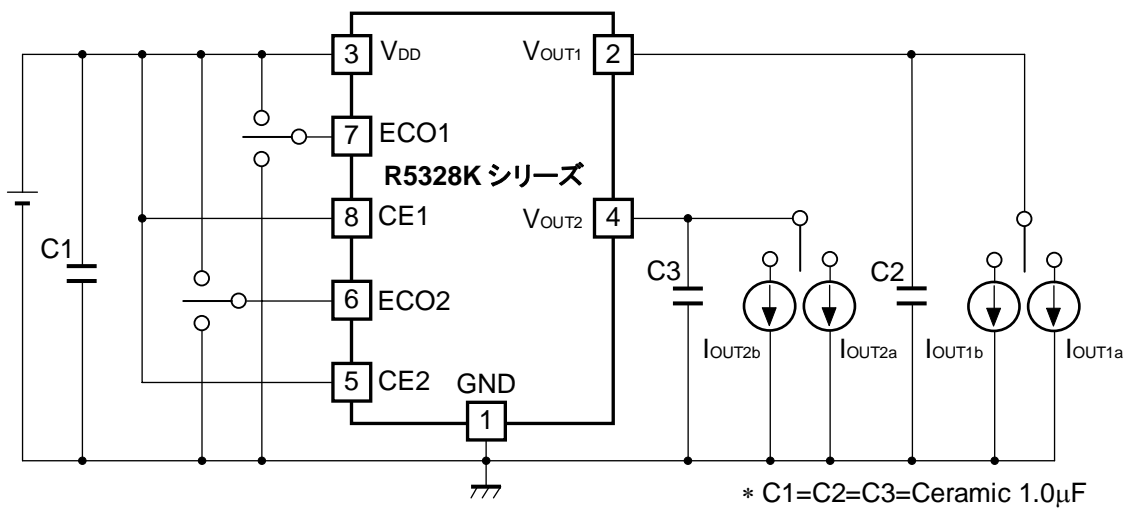 3 VDD VOUT1 2
7 ECO1
R5328K シリーズ
8 CE1 VOUT2 4
C1 C3 C2
6 ECO2
IOUT2b IOUT2a IOUT1b IOUT1a
5 CE2 GND
1
* C1=C2=C3=Ceramic 1.0μF